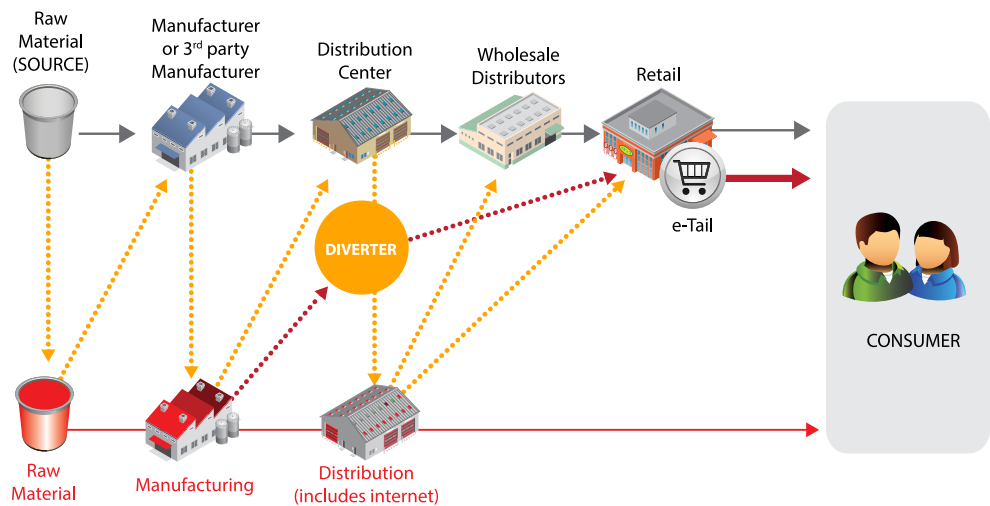 Raw
Material
(SOURCE)
Manufacturer
or 3rd party
Manufacturer
Distribution
Center
Wholesale
Distributors
Retail
e-Tail
DIVERTER
CONSUMER
Raw
Material
Manufacturing
Distribution
(includes internet)